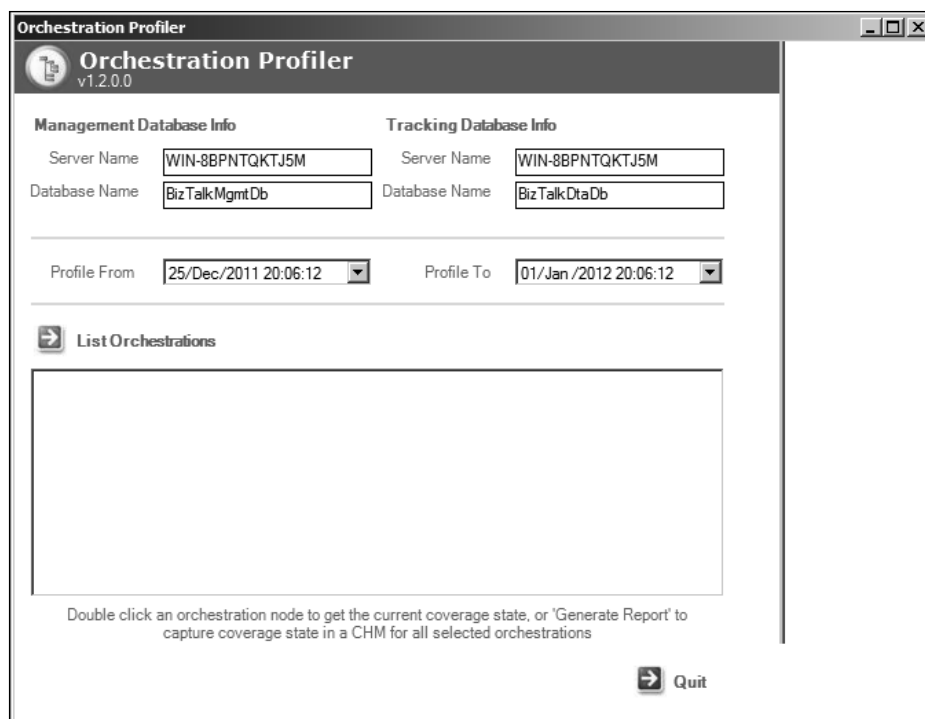 Orchestration Profiler
Orchestration Profiler
v1.2.0.0
Management Database Info Tracking Database Info
Server Name WIN-8BPNTQKTJ5M Server Name WIN-8BPNTQKTJ5M
Database Name BizTalkMgmtDb Database Name BizTalkDtaDb
Profile From 25/Dec/2011 20:06:12 Profile To 01/Jan /2012 20:06:12
List Orchestrations
Double click an orchestration node to get the current coverage state, or 'Generate Report' to
capture coverage state in a CHM for all selected orchestrations
Quit